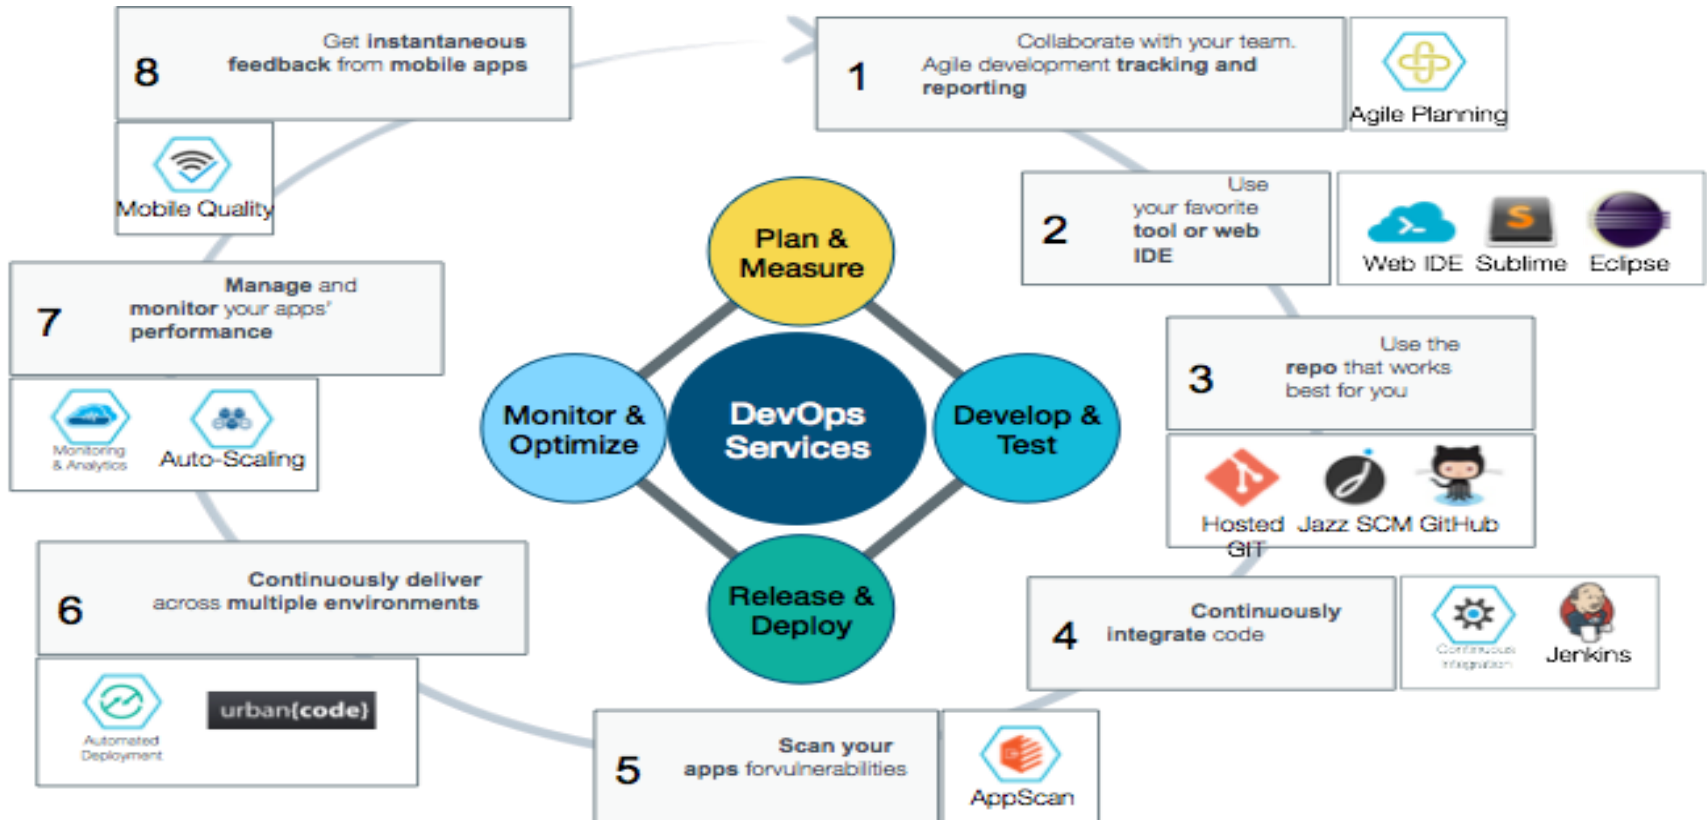 8
Get instantaneous
feedback from mobile apps
Mobile Quality
1
Collaborate with your team.
Agile development tracking and
reporting
Agile Planning
2
Use
your favorite
tool or web
IDE
Web IDE
Sublime
Eclipse
3
Use the
repo that works
best for you
Hosted
GIT
Jazz SCM
GitHub
4
Continuously
integrate code
Continuous
Integration
Jenkins
5
Scan your
apps forvulnerabilities
AppScan
6
Continuously deliver
across multiple environments
Automated
Deployment
urban{code}
7
Manage and
monitor your apps'
performance
Monitoring
& Analytics
Auto-Scaling
Plan &
Measure
Monitor &
Optimize
DevOps
Services
Develop &
Test
Release &
Deploy